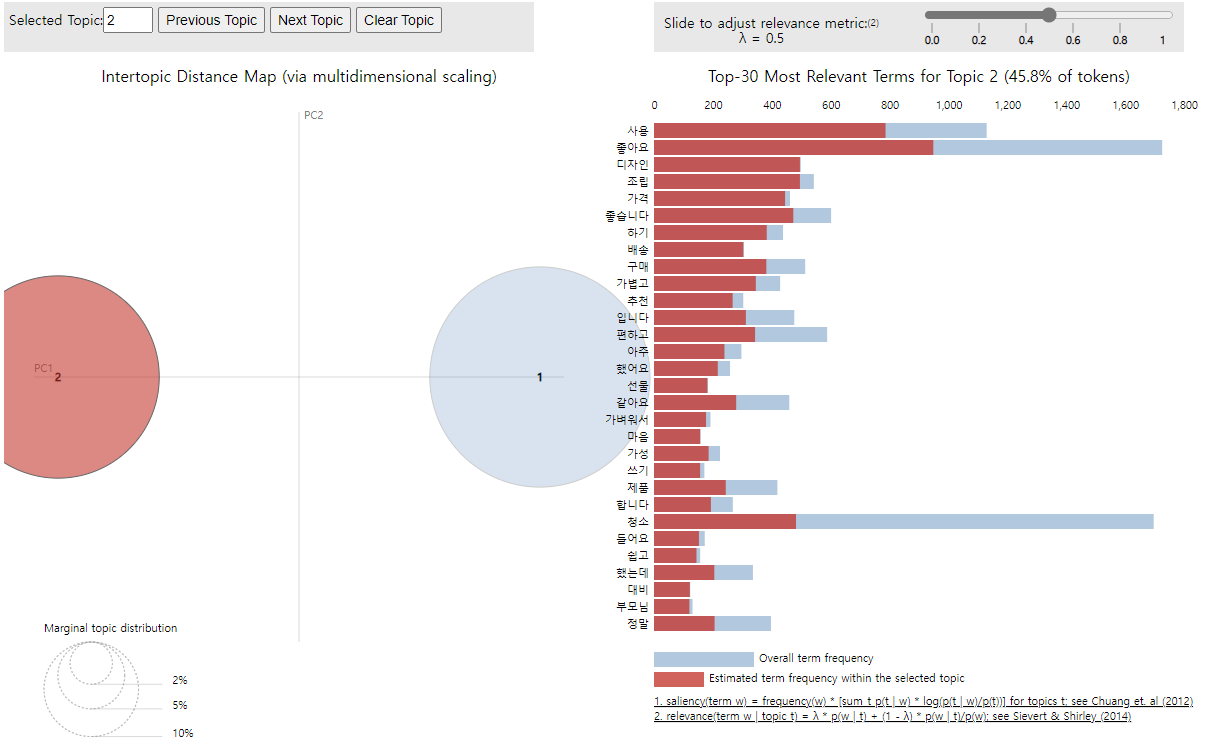 Selected Topic: 2 Previous Topic Next Topic Clear Topic
Slide to adjust relevance metric:(2)
λ = 0.5
0.0 0.2 0.4 0.6 0.8 1
Intertopic Distance Map (via multidimensional scaling)
PC2
PC1
2
1
Marginal topic distribution
2%
5%
10%
Top-30 Most Relevant Terms for Topic 2 (45.8% of tokens)
0 200 400 600 800 1,000 1,200 1,400 1,600 1,800
사용
좋아요
디자인
조립
가격
좋습니다
하기
배송
구매
가볍고
추천
입니다
편하고
아주
했어요
선물
같아요
가벼워서
마음
가성
쓰기
제품
합니다
청소
들어요
쉽고
했는데
대비
부모님
정말
Overall term frequency
Estimated term frequency within the selected topic
1. saliency(term w) = frequency(w) * [sum_t p(t | w) * log(p(t | w)/p(t))] for topics t; see Chuang et. al (2012)
2. relevance(term w | topic t) = λ * p(w | t) + (1 - λ) * p(w | t)/p(w); see Sievert & Shirley (2014)